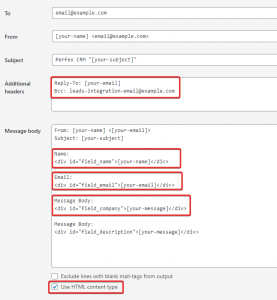 To
email@example.com
From
[your-name] <email@example.com>
Subject
Perfex CRM "[your-subject]"
Additional
headers
Reply-To: [your-email]
Bcc: leads-integration-email@example.com
Message body
From: [your-name] <[your-email]>
Subject: [your-subject]
Name:
<div id="field_name">[your-name]</div>
Email:
<div id="field_email">[your-email]</div>
Message Body:
<div id="field_company">[your-message]</div>
Message Body:
<div id="field_description">[your-message]</div>
Exclude lines with blank mail-tags from output
Use HTML content type